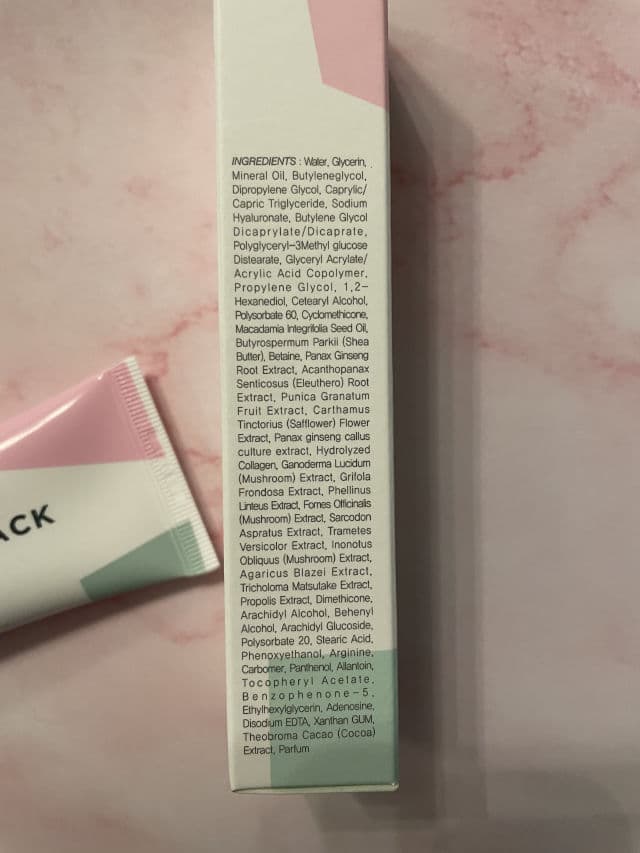 INGREDIENTS : Water, Glycerin,
Mineral Oil, Butyleneglycol,
Dipropylene Glycol, Caprylic/
Capric Triglyceride, Sodium
Hyaluronate, Butylene Glycol
Dicaprylate/Dicaprate,
Polyglyceryl-3Methyl glucose
Distearate, Glyceryl Acrylate/
Acrylic Acid Copolymer,
Propylene Glycol, 1,2-
Hexanediol, Cetearyl Alcohol,
Polysorbate 60, Cyclomethicone,
Macadamia Integrifolia Seed Oil,
Butyrospermum Parkii (Shea
Butter), Betaine, Panax Ginseng
Root Extract, Acanthopanax
Senticosus (Eleuthero) Root
Extract, Punica Granatum
Fruit Extract, Carthamus
Tinctorius (Safflower) Flower
Extract, Panax ginseng callus
culture extract, Hydrolyzed
Collagen, Ganoderma Lucidum
(Mushroom) Extract, Grifola
Frondosa Extract, Phellinus
Linteus Extract, Fomes Officinalis
(Mushroom) Extract, Sarcodon
Aspratus Extract, Trametes
Versicolor Extract, Inonotus
Obliquus (Mushroom) Extract,
Agaricus Blazei Extract,
Tricholoma Matsutake Extract,
Propolis Extract, Dimethicone,
Arachidyl Alcohol, Behenyl
Alcohol, Arachidyl Glucoside,
Polysorbate 20, Stearic Acid,
Phenoxyethanol, Arginine,
Carbomer, Panthenol, Allantoin,
Tocopheryl Acetate,
Benzophenone-5,
Ethylhexylglycerin, Adenosine,
Disodium EDTA, Xanthan GUM,
Theobroma Cacao (Cocoa)
Extract, Parfum
ACK